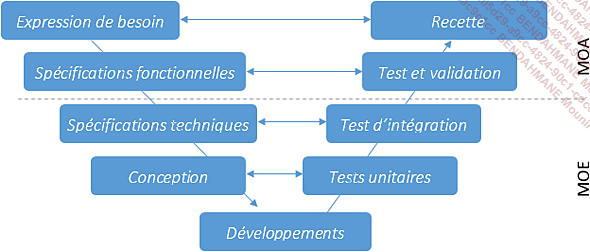 Expression de besoin
Recette
Spécifications fonctionnelles
Test et validation
MOA
Spécifications techniques
Test d'intégration
Conception
Tests unitaires
MOE
Développements